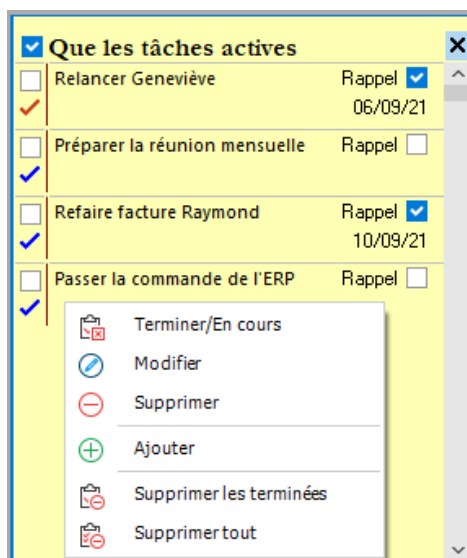 Que les tâches actives
Relancer Geneviève Rappel
06/09/21
Préparer la réunion mensuelle Rappel
Refaire facture Raymond Rappel
10/09/21
Passer la commande de l'ERP Rappel
Terminer/En cours
Modifier
Supprimer
Ajouter
Supprimer les terminées
Supprimer tout